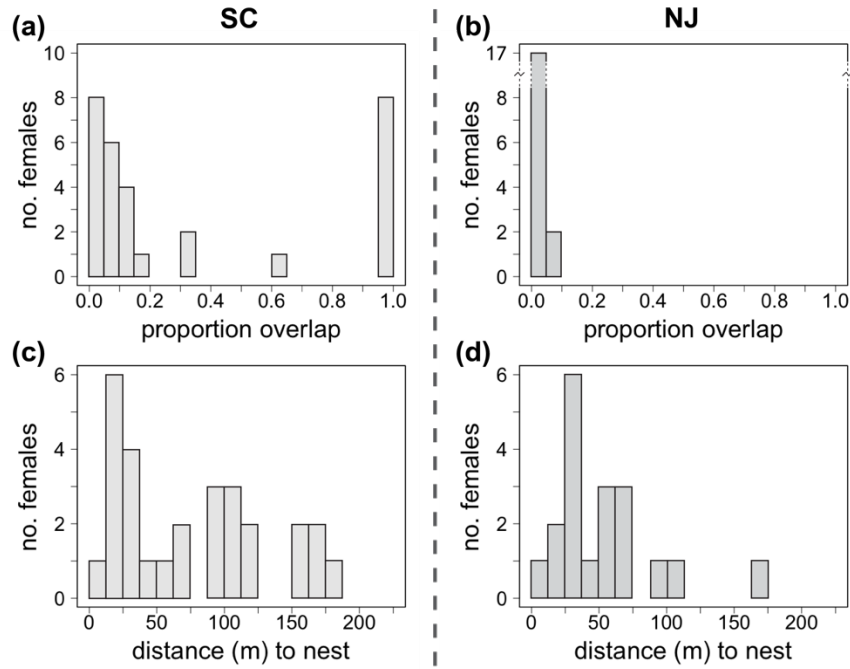 SC
NJ
(a)
(b)
no. females
10
8
6
4
2
0
0.0 0.2 0.4 0.6 0.8 1.0
proportion overlap
no. females
17
8
6
4
2
0
0.0 0.2 0.4 0.6 0.8 1.0
proportion overlap
(c)
(d)
no. females
6
4
2
0
0 50 100 150 200
distance (m) to nest
no. females
6
4
2
0
0 50 100 150 200
distance (m) to nest